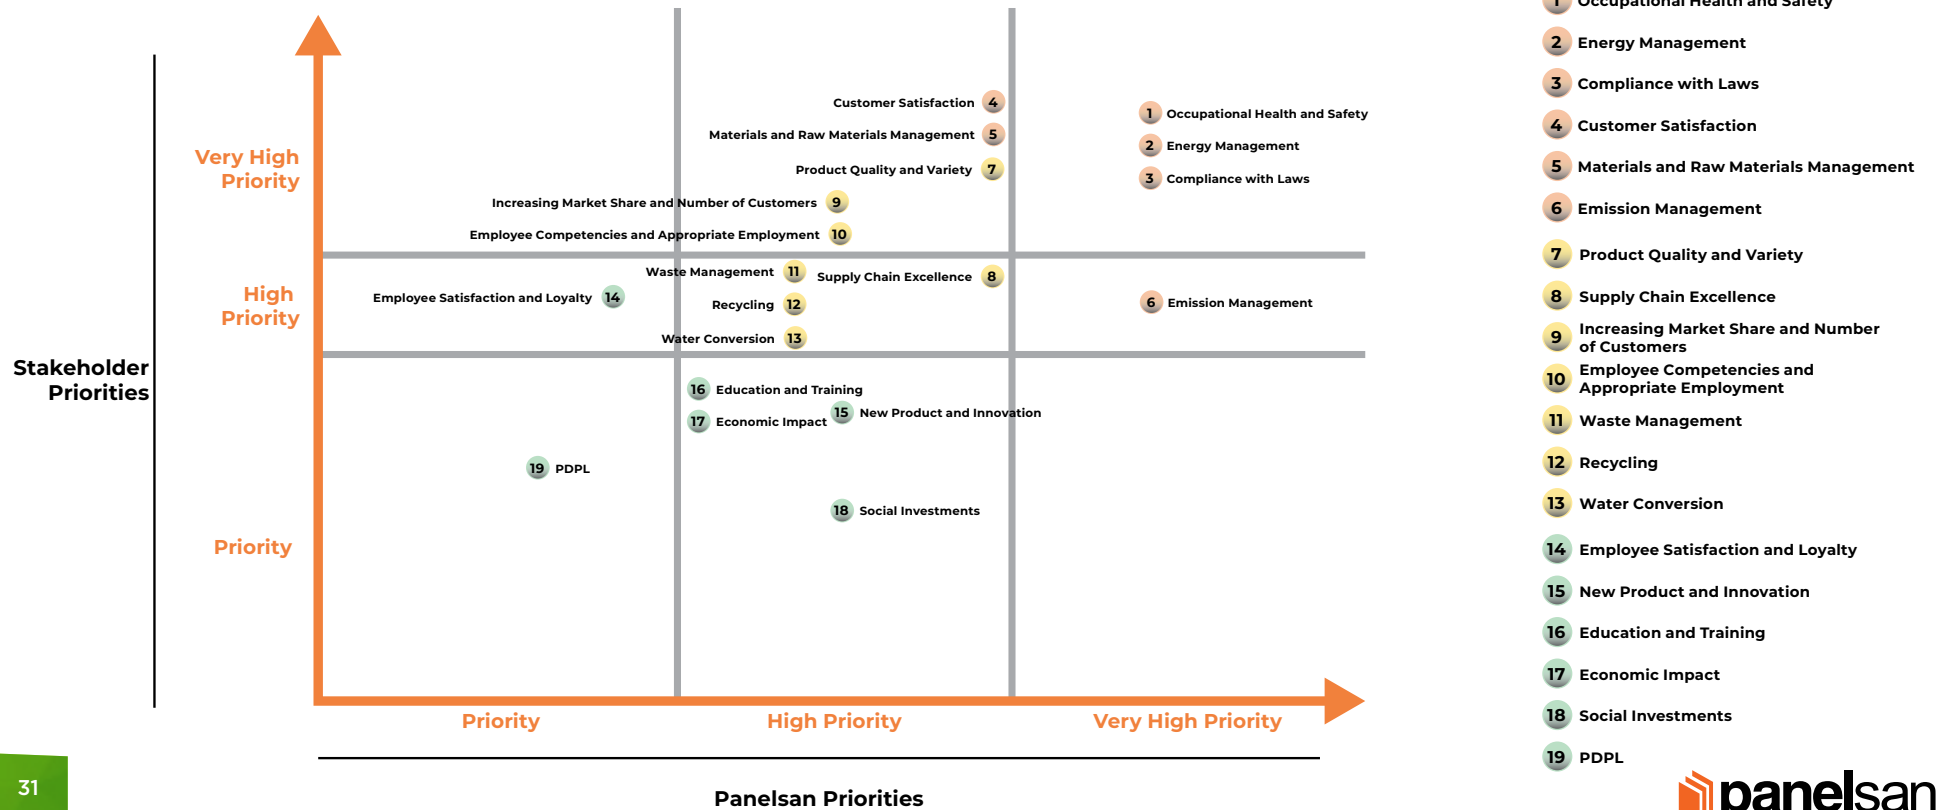 Very High
Priority
High
Priority
Priority
Stakeholder
Priorities
Customer Satisfaction 4
Materials and Raw Materials Management 5
Product Quality and Variety 7
Increasing Market Share and Number of Customers 9
Employee Competencies and Appropriate Employment 10
1 Occupational Health and Safety
2 Energy Management
3 Compliance with Laws
Waste Management 11
Supply Chain Excellence 8
Employee Satisfaction and Loyalty 14
Recycling 12
Water Conversion 13
6 Emission Management
16 Education and Training
15 New Product and Innovation
17 Economic Impact
19 PDPL
18 Social Investments
Priority
High Priority
Very High Priority
Panelsan Priorities
1 Occupational Health and Safety
2 Energy Management
3 Compliance with Laws
4 Customer Satisfaction
5 Materials and Raw Materials Management
6 Emission Management
7 Product Quality and Variety
8 Supply Chain Excellence
9 Increasing Market Share and Number
of Customers
10 Employee Competencies and
Appropriate Employment
11 Waste Management
12 Recycling
13 Water Conversion
14 Employee Satisfaction and Loyalty
15 New Product and Innovation
16 Education and Training
17 Economic Impact
18 Social Investments
19 PDPL
31
panelsan